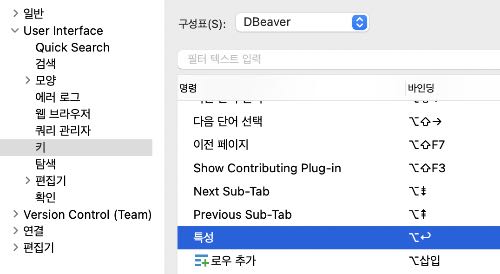 일반
User Interface
Quick Search
검색
모양
에러 로그
웹 브라우저
쿼리 관리자
키
탐색
편집기
확인
Version Control (Team)
연결
편집기
구성표(S): DBeaver
필터 텍스트 입력
명령 바인딩
다음 단어 선택 ⌥⇧→
이전 페이지 ⌥⇧F7
Show Contributing Plug-in ⌥⇧F3
Next Sub-Tab ⌥⇟
Previous Sub-Tab ⌥⇞
특성 ⌥↩
로우 추가 ⌥삽입